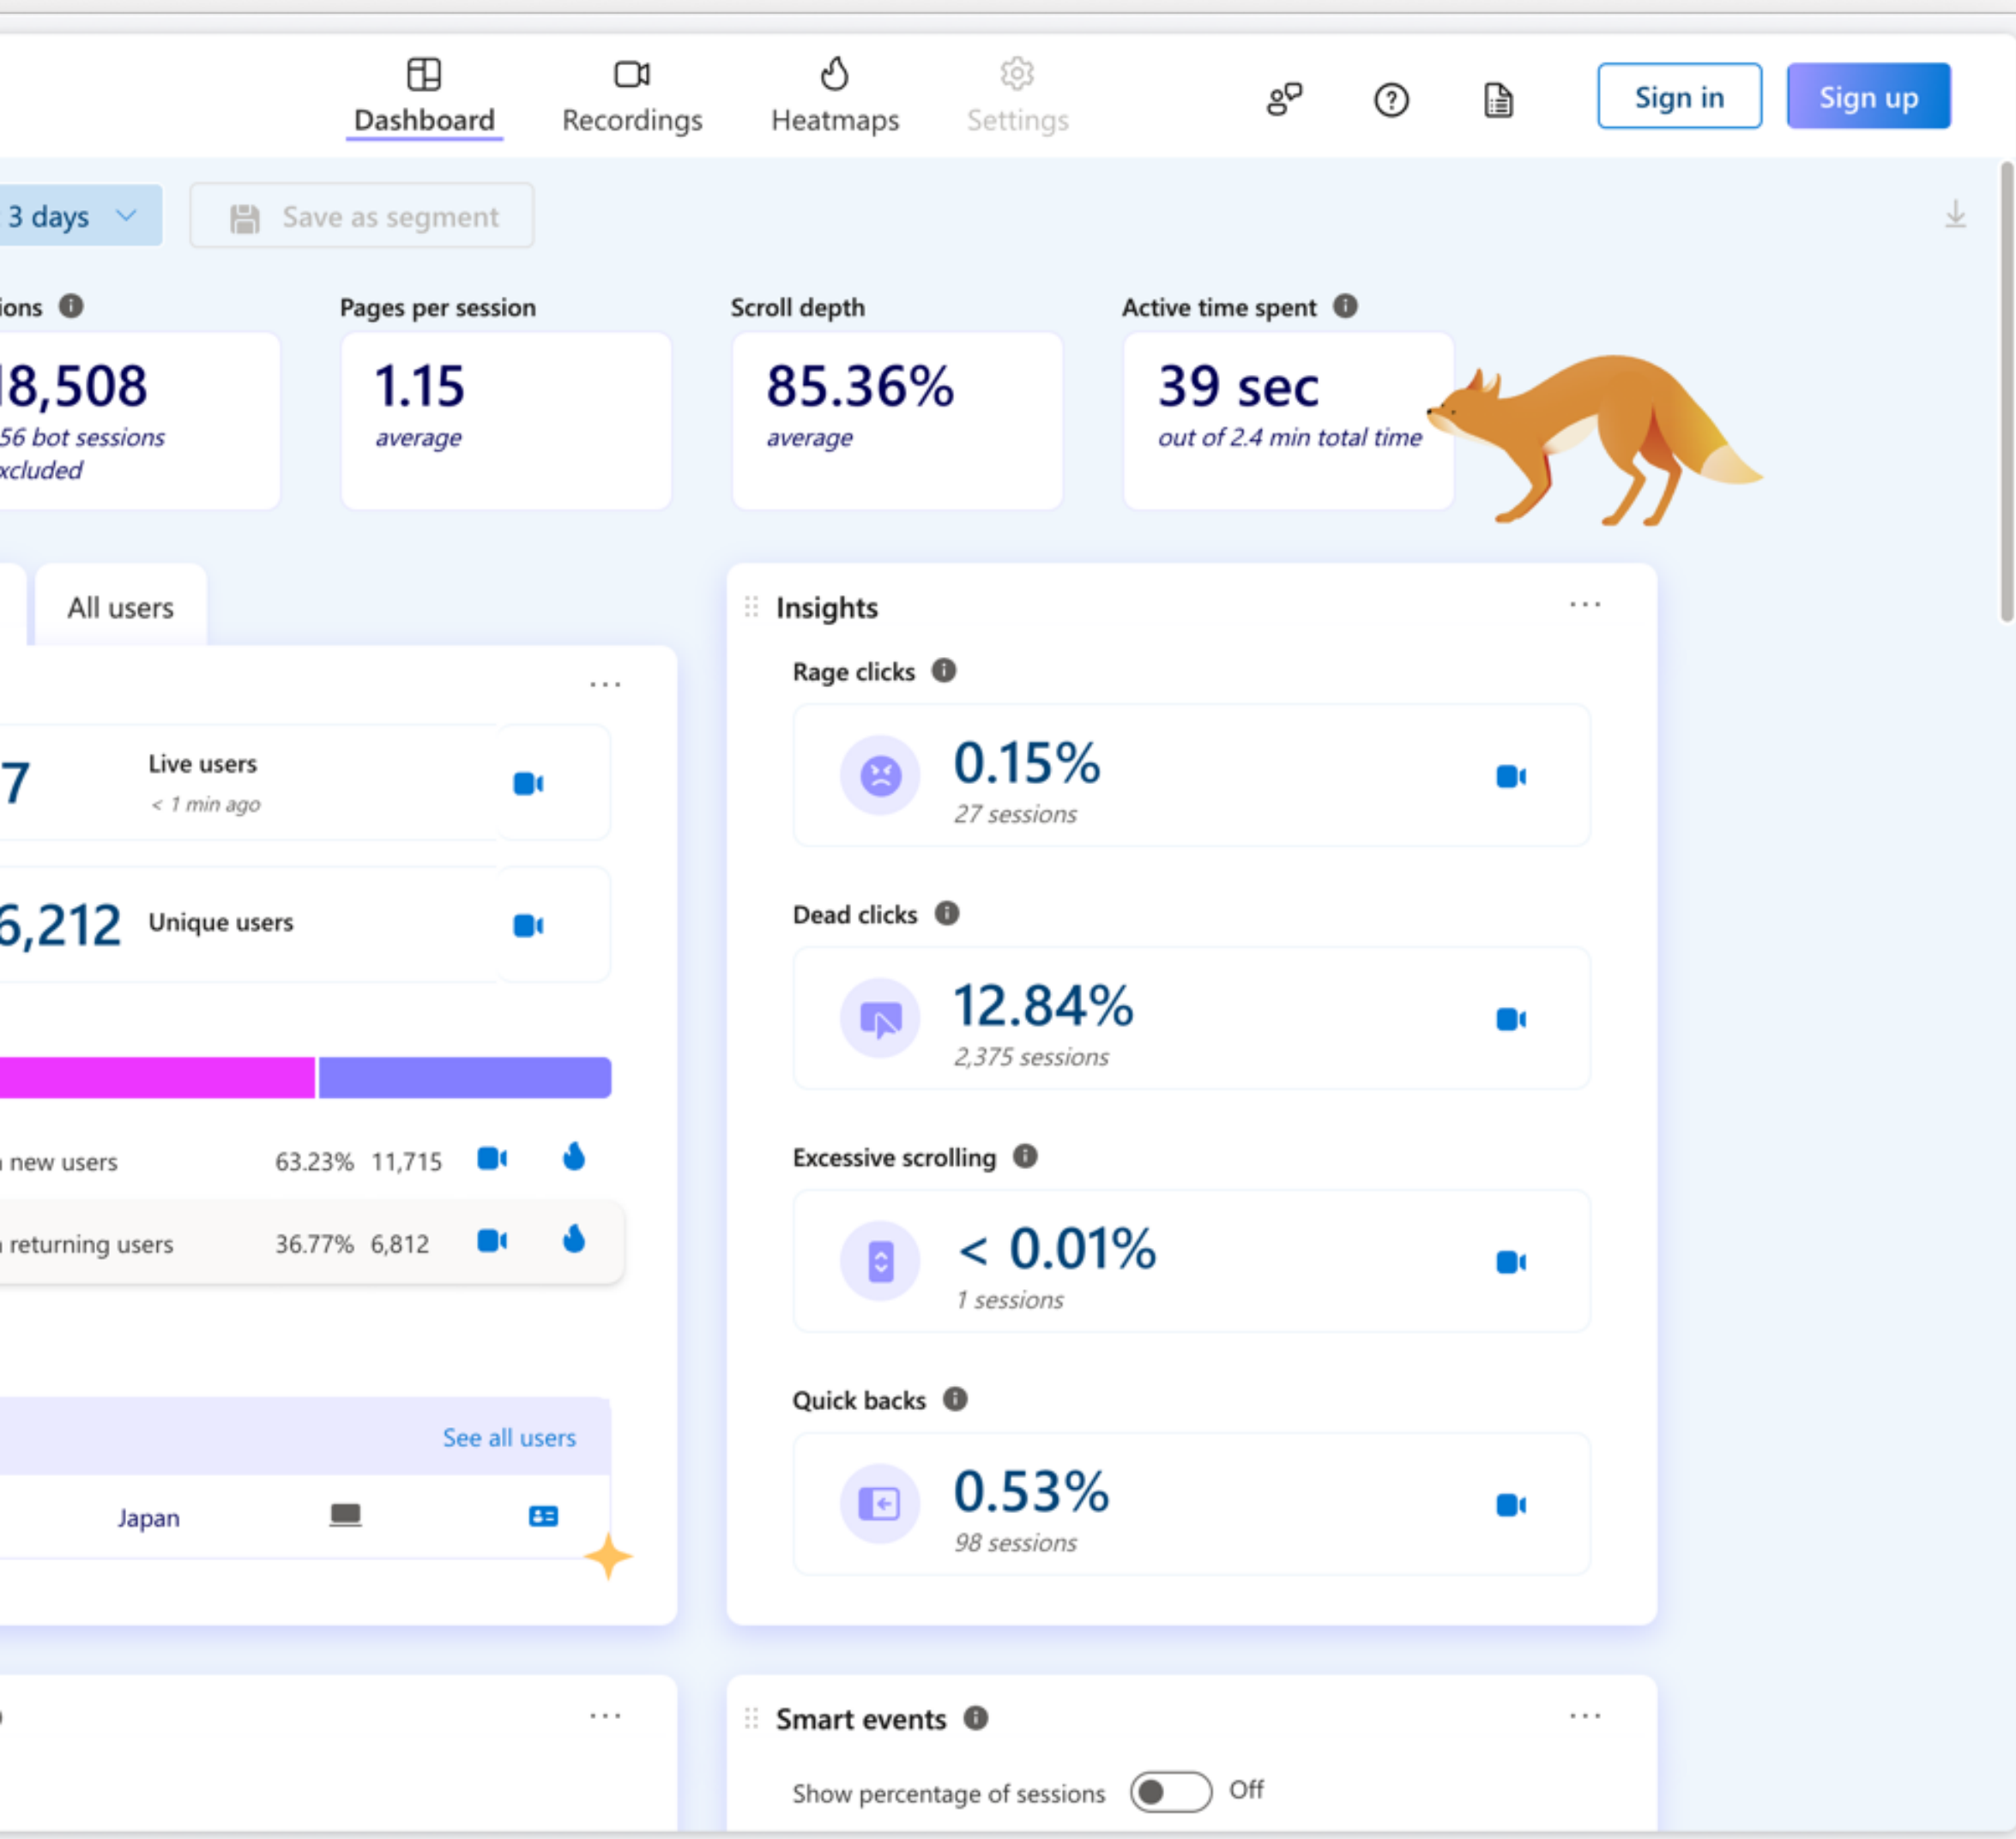 Dashboard
Recordings
Heatmaps
Settings
Sign in
Sign up
3 days
Save as segment
ions
Pages per session
Scroll depth
Active time spent
18,508
56 bot sessions
xcluded
1.15
average
85.36%
average
39 sec
out of 2.4 min total time
All users
7
Live users
< 1 min ago
6,212
Unique users
new users 63.23% 11,715
returning users 36.77% 6,812
See all users
Japan
Insights
Rage clicks
0.15%
27 sessions
Dead clicks
12.84%
2,375 sessions
Excessive scrolling
< 0.01%
1 sessions
Quick backs
0.53%
98 sessions
Smart events
Show percentage of sessions
Off